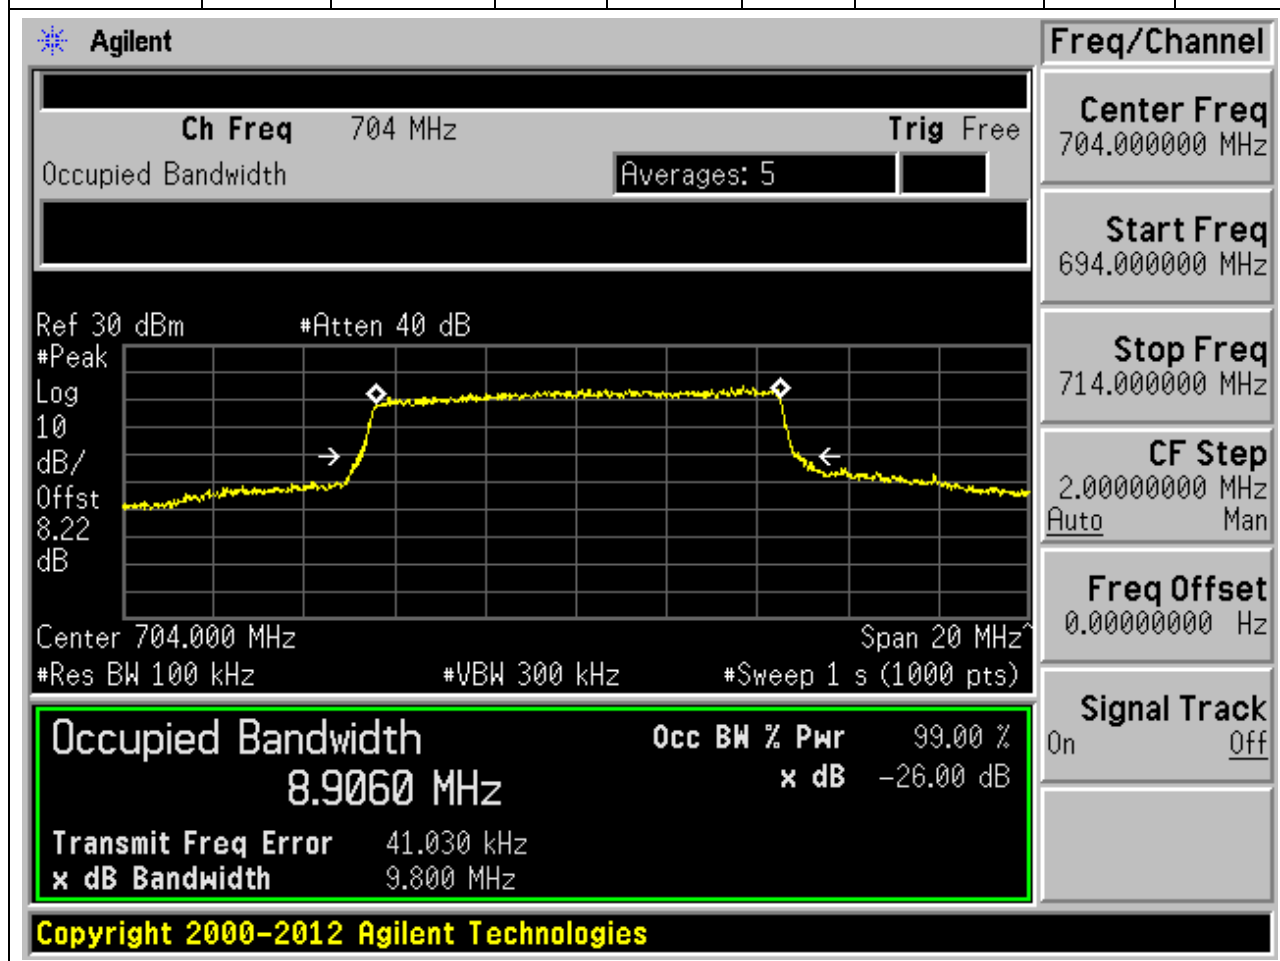 Agilent
Freq/Channel
Ch Freq 704 MHz Trig Free
Occupied Bandwidth Averages: 5
Center Freq
704.000000 MHz
Start Freq
694.000000 MHz
Stop Freq
714.000000 MHz
CF Step
2.00000000 MHz
Auto Man
Freq Offset
0.00000000 Hz
Signal Track
On Off
Ref 30 dBm #Atten 40 dB
#Peak
Log
10
dB/
Offst
8.22
dB
Center 704.000 MHz Span 20 MHz^
#Res BW 100 kHz #VBW 300 kHz #Sweep 1 s (1000 pts)
Occupied Bandwidth Occ BW % Pwr 99.00 %
8.9060 MHz x dB -26.00 dB
Transmit Freq Error 41.030 kHz
x dB Bandwidth 9.800 MHz
Copyright 2000-2012 Agilent Technologies